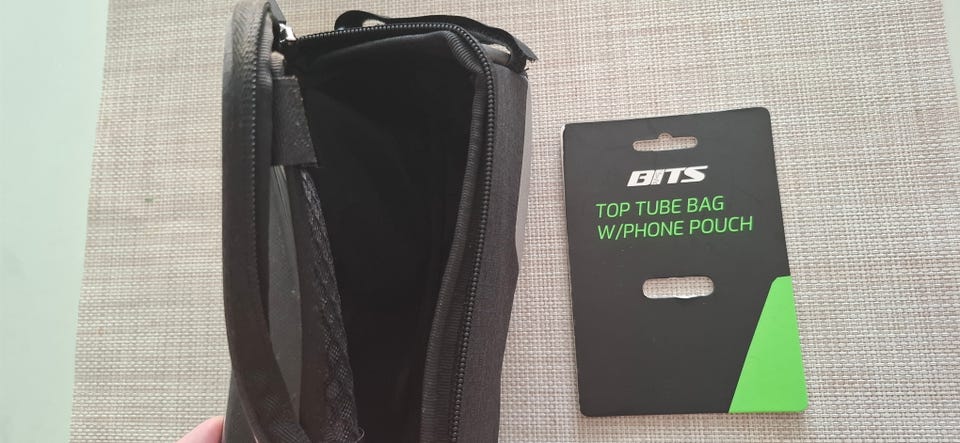 BITS
TOP TUBE BAG
W/PHONE POUCH